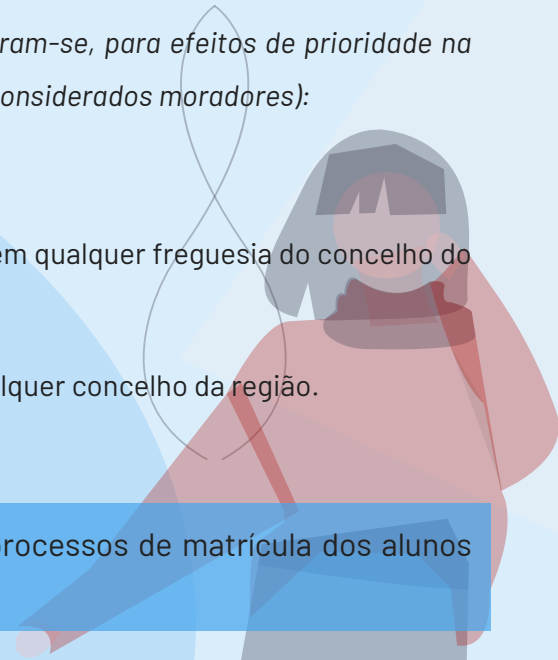 ram-se, para efeitos de prioridade na
onsiderados moradores):
em qualquer freguesia do concelho do
lquer concelho da região.
processos de matrícula dos alunos